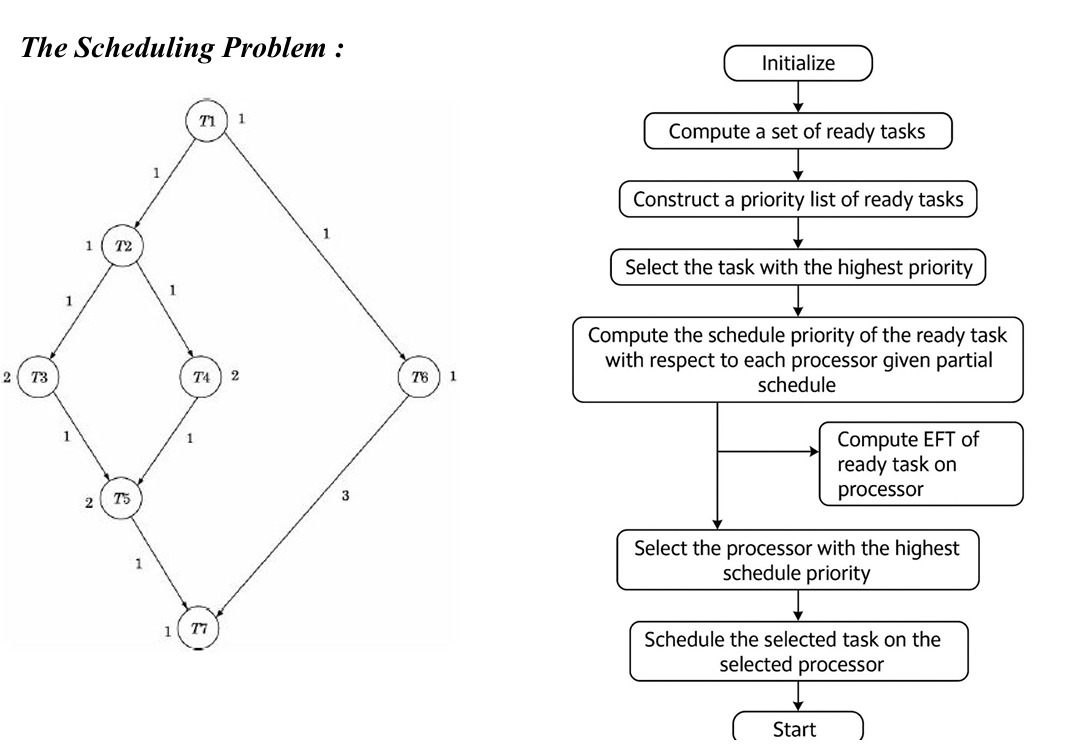 The Scheduling Problem :
T1 1
1
1
1 T2
1
1
2 T3
T4 2
T6 1
1
1
2 T5
3
1
1 T7
Initialize
Compute a set of ready tasks
Construct a priority list of ready tasks
Select the task with the highest priority
Compute the schedule priority of the ready task
with respect to each processor given partial
schedule
Compute EFT of
ready task on
processor
Select the processor with the highest
schedule priority
Schedule the selected task on the
selected processor
Start